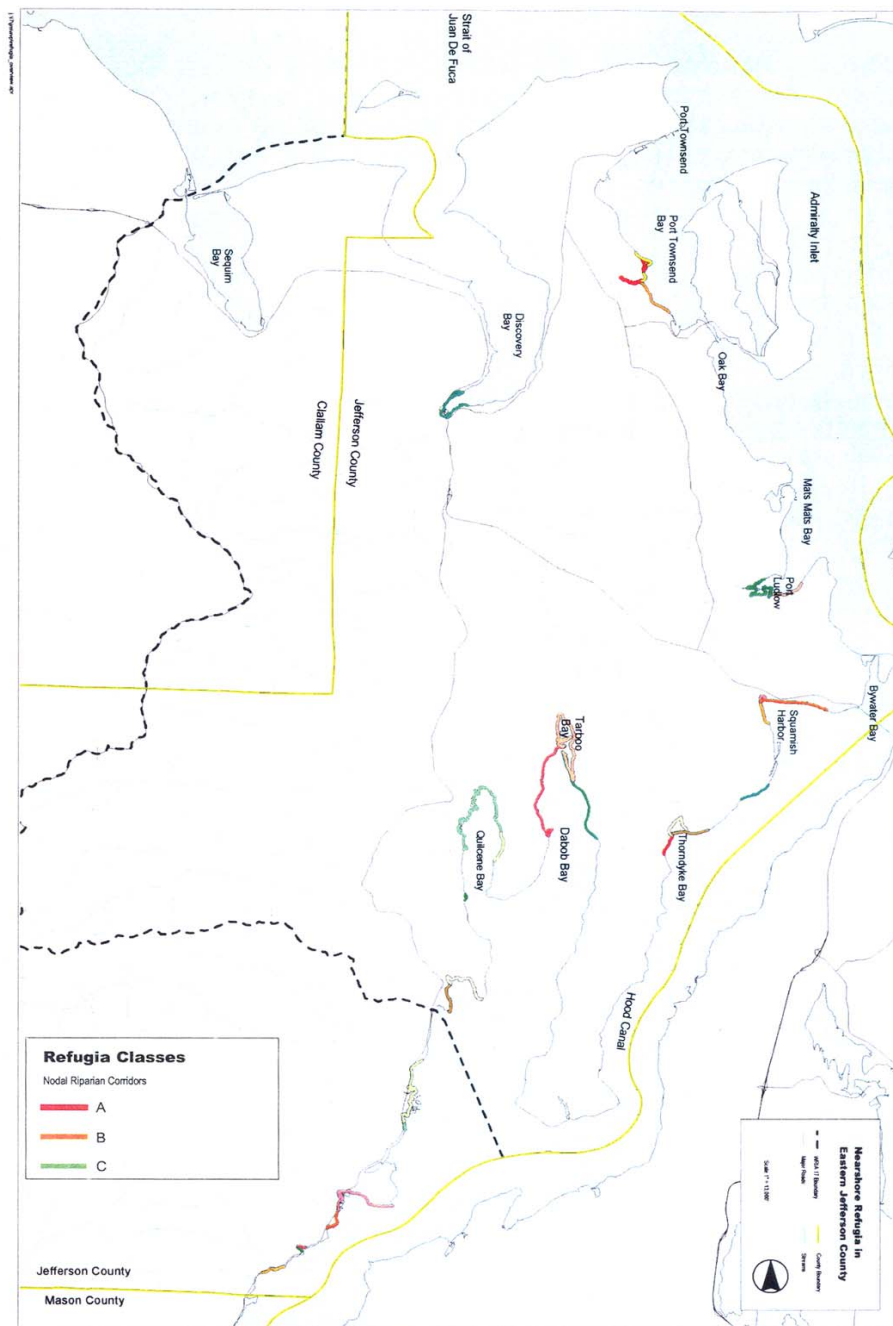 Nearshore Refugia in
Eastern Jefferson County
WRIA 17 Boundary
County Boundary
Major Roads
Streams
Strait of
Juan De Fuca
Port Townsend
Port Townsend
Bay
Admiralty Inlet
Sequim
Bay
Discovery
Bay
Oak Bay
Mats Mats Bay
Port
Ludlow
Jefferson County
Clallam County
Bywater Bay
Squamish
Harbor
Tarboo
Bay
Dabob Bay
Quilcene Bay
Thorndyke Bay
Hood Canal
Refugia Classes
Nodal Riparian Corridors
A
B
C
Jefferson County
Mason County